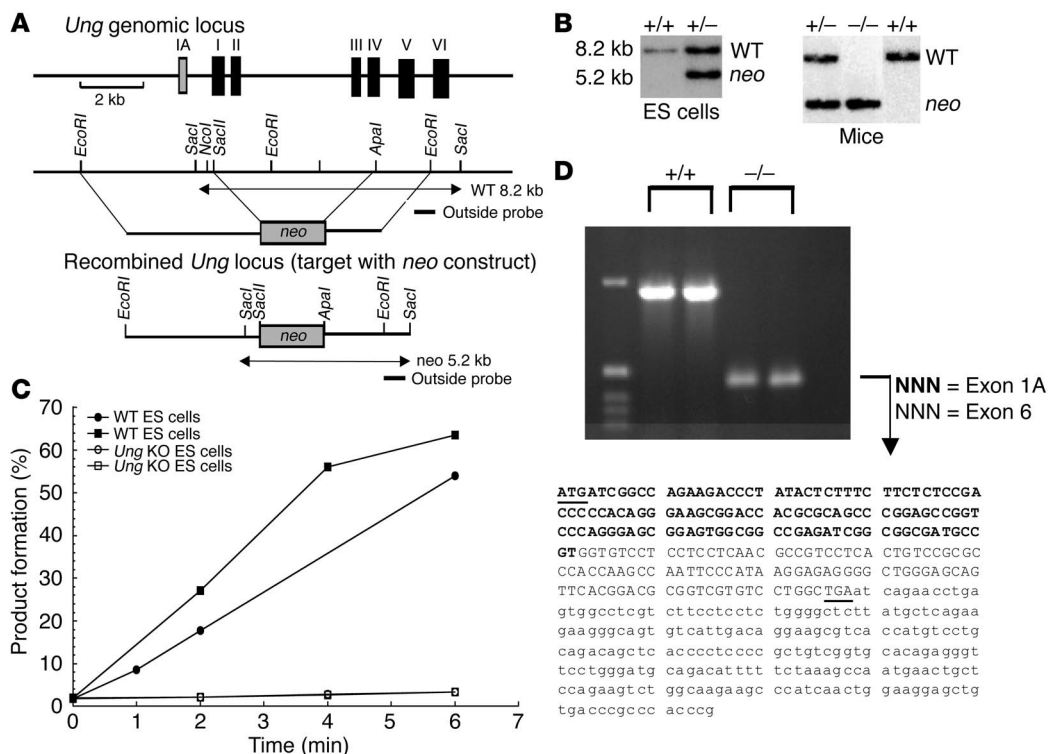 A
Ung genomic locus
IA I II III IV V VI
2 kb
EcoRI SacI NcoI SacII EcoRI ApaI EcoRI SacI
WT 8.2 kb
Outside probe
neo
Recombined Ung locus (target with neo construct)
EcoRI SacI SacII ApaI EcoRI SacI
neo
neo 5.2 kb
Outside probe
B
+/+ +/–
8.2 kb WT
5.2 kb neo
ES cells
+/– –/– +/+
WT
neo
Mice
C
Product formation (%)
70
60
50
40
30
20
10
0
WT ES cells
WT ES cells
Ung KO ES cells
Ung KO ES cells
0 1 2 3 4 5 6 7
Time (min)
D
+/+ –/–
NNN = Exon 1A
NNN = Exon 6
ATGATCGGCC AGAAGACCCT ATACTCTTTC TTCTCTCCGA
CCCCCACAGG GAAGCGGACC ACGCGCAGCC CGGAGCCGGT
CCCAGGGAGC GGAGTGGCGG CCGAGATCGG CGGCGATGCC
GTGGTGTCCT CCTCCTCAACG CCGTCCTCA CTGTCCGCGC
CCACCAAGCC AATTCCCATA AGGAGAGGGG CTGGGAGCAG
TTCACGGACG CGGTCGTGTC CTGGCTGAat cagaacctga
gtggcctcgt cttcctcctc tggggctctt atgctcagaa
gaagggcagt gtcattgaca ggaagcgtca ccatgtcctg
cagacagctc accctcccc gctgtcggtg cacagagggt
tcctgggatg cagacatttt tctaaagcca atgaactgct
ccagaagtct ggcaagaagc ccatcaactg gaaggagctg
tgacccgccc acccg